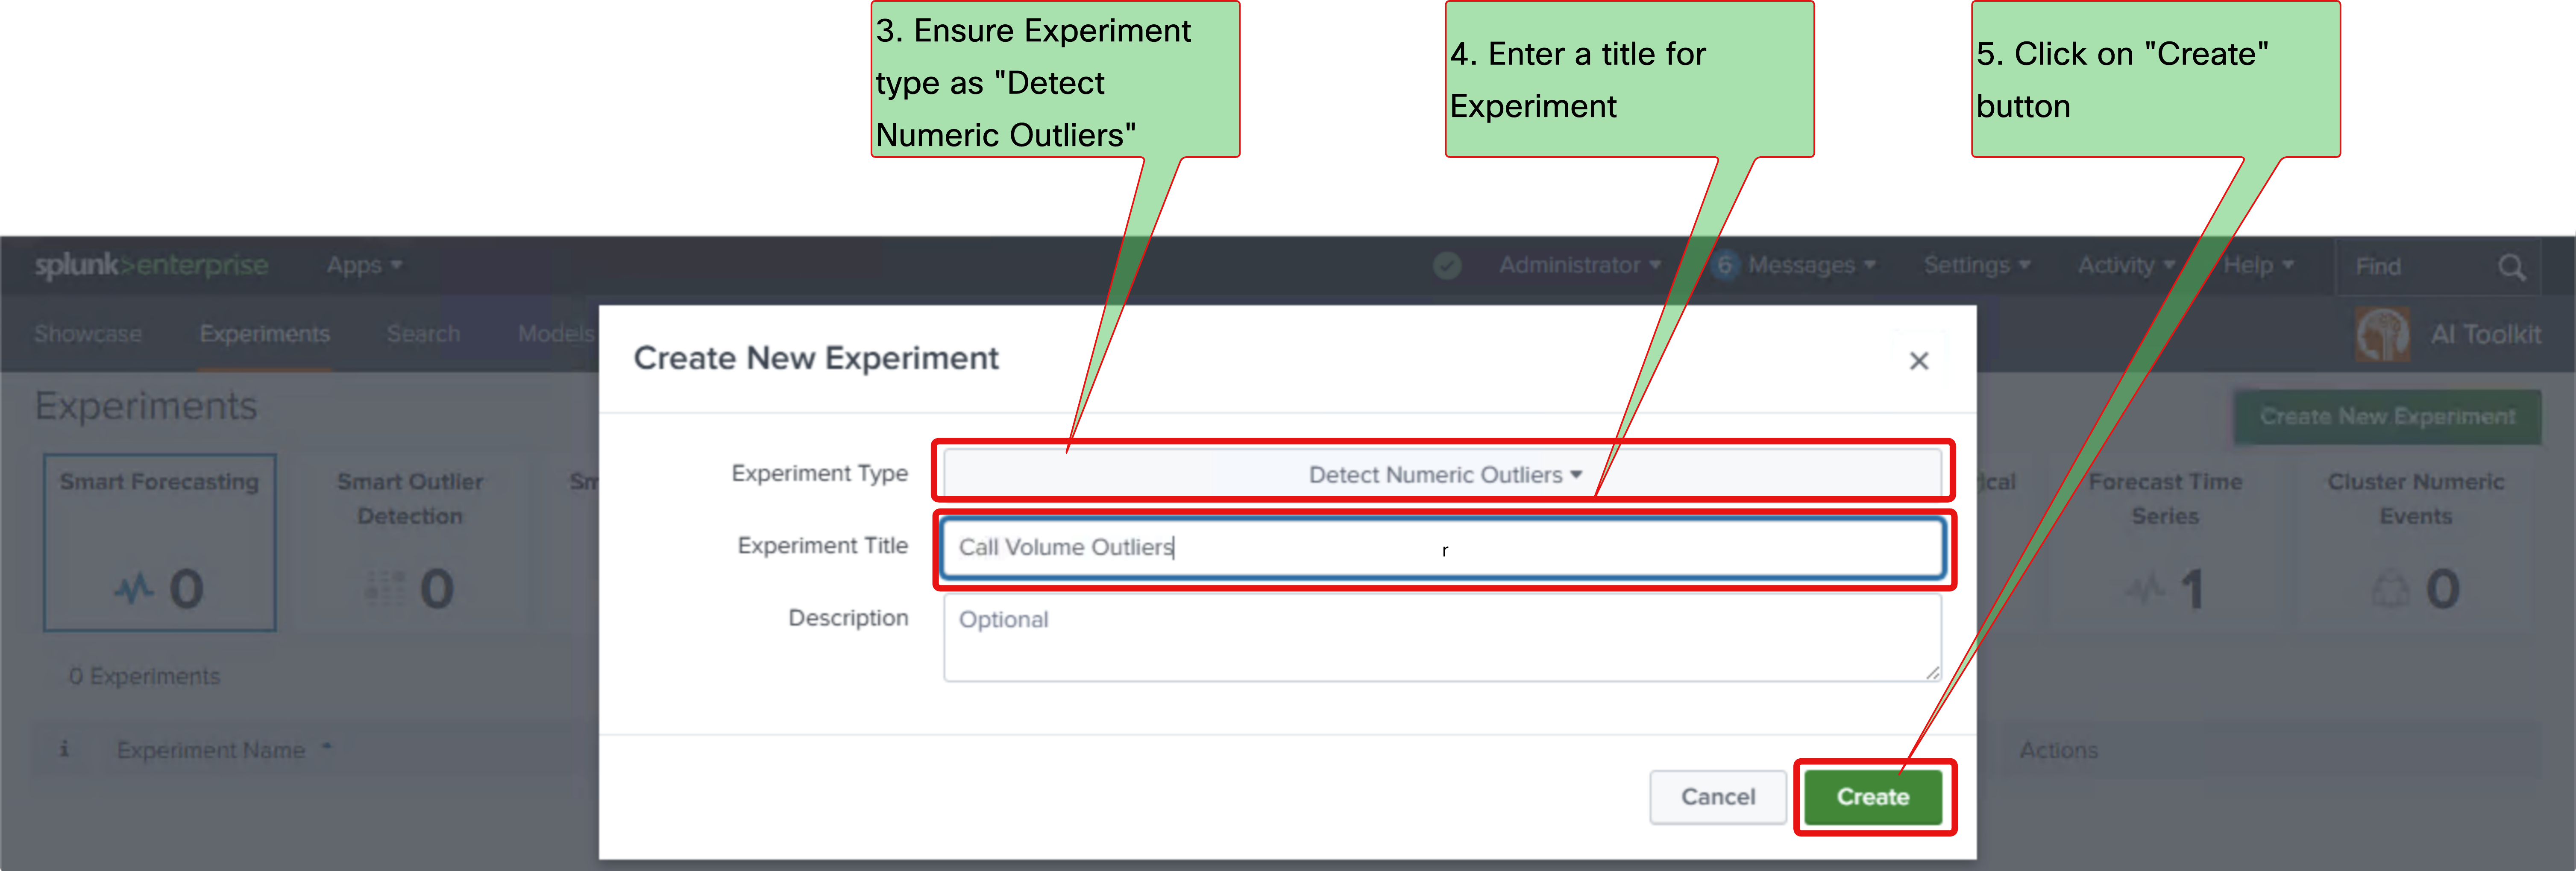 3. Ensure Experiment
type as "Detect
Numeric Outliers"
4. Enter a title for
Experiment
5. Click on "Create"
button
splunk>enterprise
Apps
Administrator
6 Messages
Settings
Activity
Help
Find
Showcase
Experiments
Search
Models
AI Toolkit
Create New Experiment
Experiments
Create New Experiment
Smart Forecasting
0
Smart Outlier
Detection
0
Sm
Experiment Type
Detect Numeric Outliers
Experiment Title
Call Volume Outliers
r
Description
Optional
ical
Forecast Time
Series
1
Cluster Numeric
Events
0
0 Experiments
i
Experiment Name
Actions
Cancel
Create